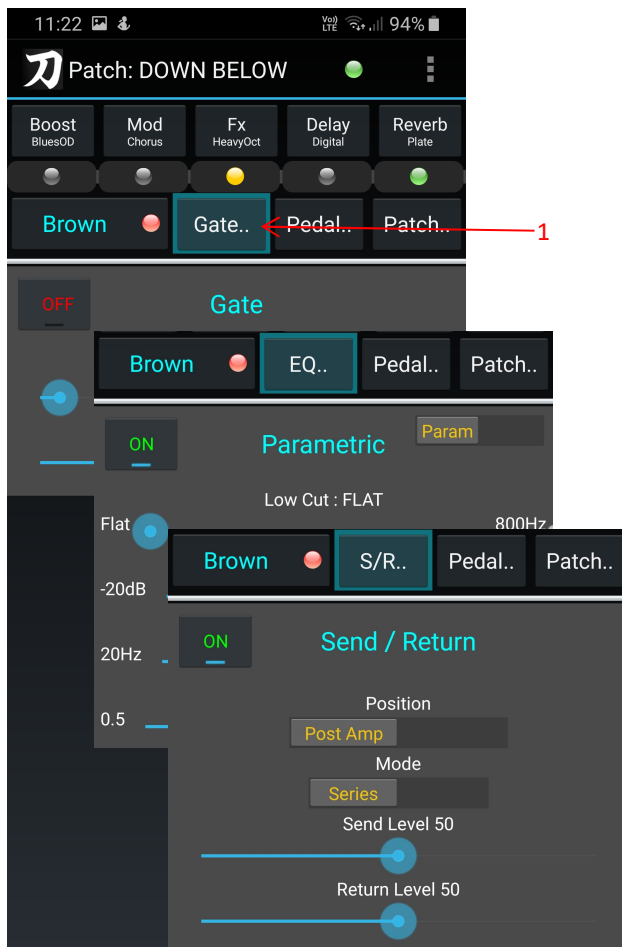 11:22 Vo)) LTE 94%
刀 Patch: DOWN BELOW
Boost Mod Fx Delay Reverb
BluesOD Chorus HeavyOct Digital Plate
Brown Gate.. Pedal.. Patch..
1
OFF Gate
Brown EQ.. Pedal.. Patch..
ON Parametric Param
Low Cut : FLAT
Flat 800Hz
-20dB
20Hz
0.5
Brown S/R.. Pedal.. Patch..
ON Send / Return
Position
Post Amp
Mode
Series
Send Level 50
Return Level 50